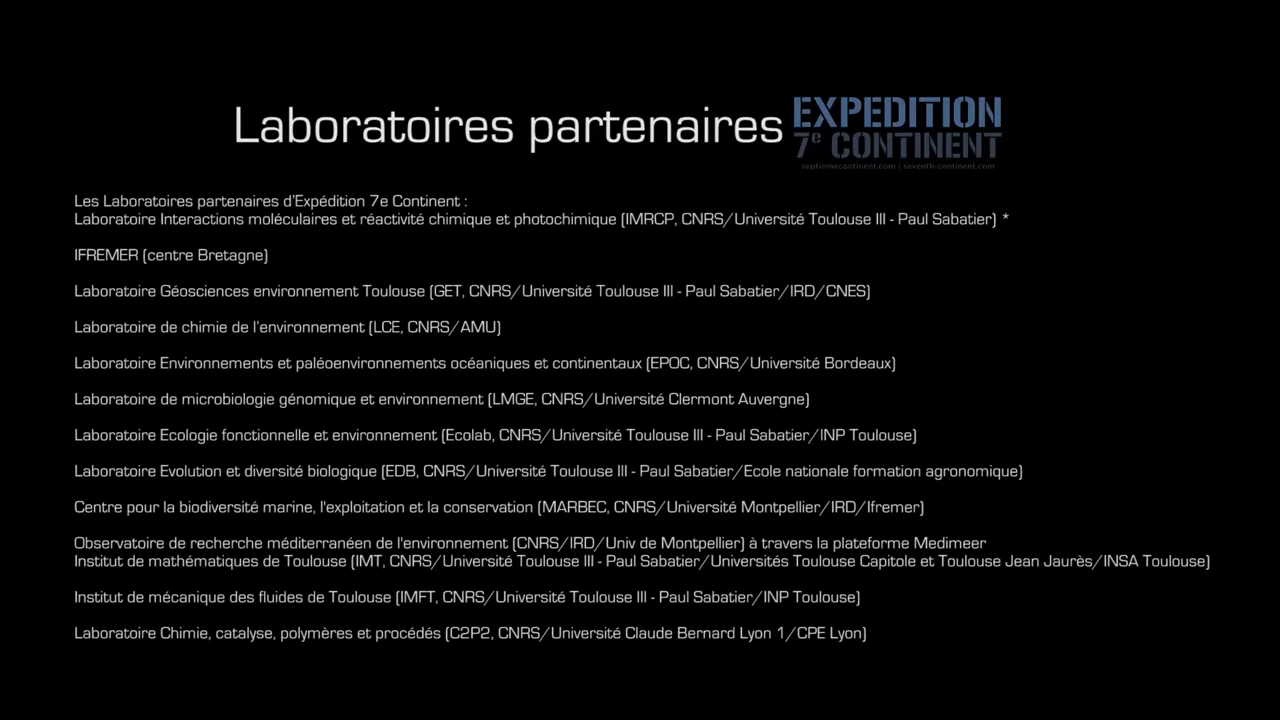 Laboratoires partenaires
EXPEDITION
7e CONTINENT
septiemecontinent.com | seventh-continent.com
Les Laboratoires partenaires d'Expédition 7e Continent :
Laboratoire Interactions moléculaires et réactivité chimique et photochimique (IMRCP, CNRS/Université Toulouse III - Paul Sabatier) *
IFREMER (centre Bretagne)
Laboratoire Géosciences environnement Toulouse (GET, CNRS/Université Toulouse III - Paul Sabatier/IRD/CNES)
Laboratoire de chimie de l'environnement (LCE, CNRS/AMU)
Laboratoire Environnements et paléoenvironnements océaniques et continentaux (EPOC, CNRS/Université Bordeaux)
Laboratoire de microbiologie génomique et environnement (LMGE, CNRS/Université Clermont Auvergne)
Laboratoire Ecologie fonctionnelle et environnement (Ecolab, CNRS/Université Toulouse III - Paul Sabatier/INP Toulouse)
Laboratoire Evolution et diversité biologique (EDB, CNRS/Université Toulouse III - Paul Sabatier/Ecole nationale formation agronomique)
Centre pour la biodiversité marine, l'exploitation et la conservation (MARBEC, CNRS/Université Montpellier/IRD/Ifremer)
Observatoire de recherche méditerranéen de l'environnement (CNRS/IRD/Univ de Montpellier) à travers la plateforme Medimeer
Institut de mathématiques de Toulouse (IMT, CNRS/Université Toulouse III - Paul Sabatier/Universités Toulouse Capitole et Toulouse Jean Jaurès/INSA Toulouse)
Institut de mécanique des fluides de Toulouse (IMFT, CNRS/Université Toulouse III - Paul Sabatier/INP Toulouse)
Laboratoire Chimie, catalyse, polymères et procédés (C2P2, CNRS/Université Claude Bernard Lyon 1/CPE Lyon)